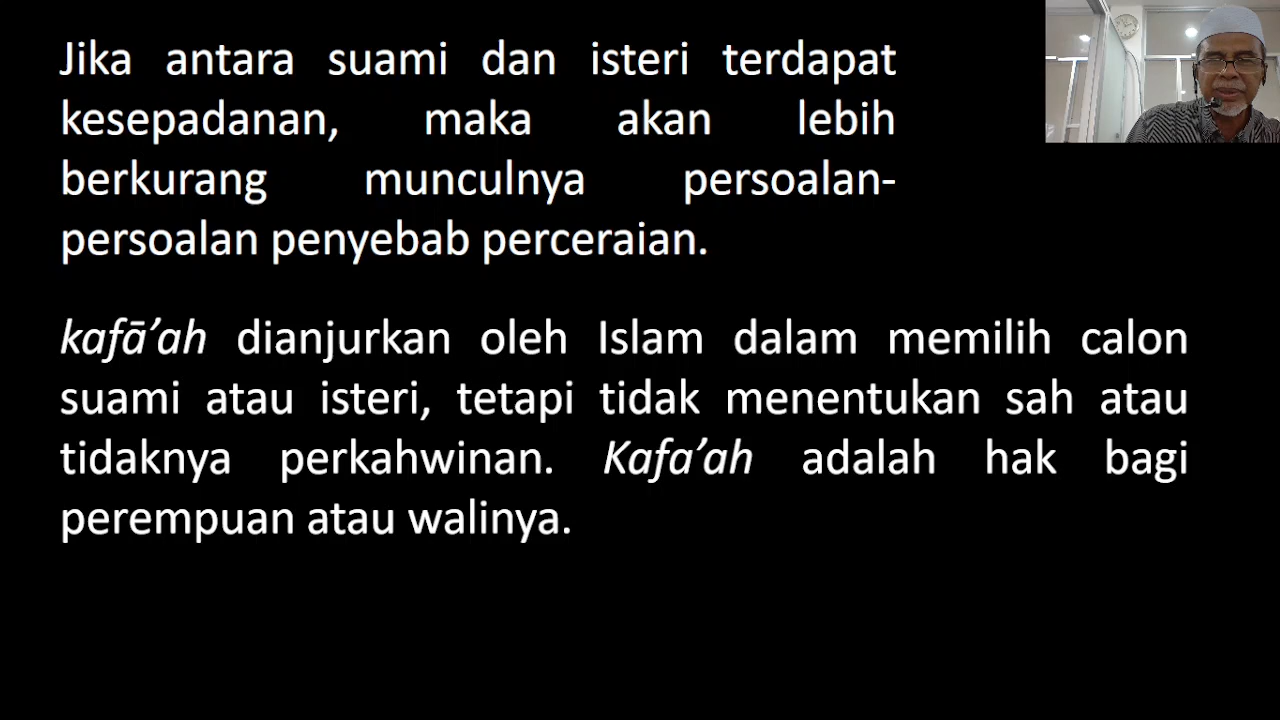 Jika antara suami dan isteri terdapat
kesepadanan, maka akan lebih
berkurang munculnya persoalan-
persoalan penyebab perceraian.
kafā’ah dianjurkan oleh Islam dalam memilih calon
suami atau isteri, tetapi tidak menentukan sah atau
tidaknya perkahwinan. Kafa’ah adalah hak bagi
perempuan atau walinya.